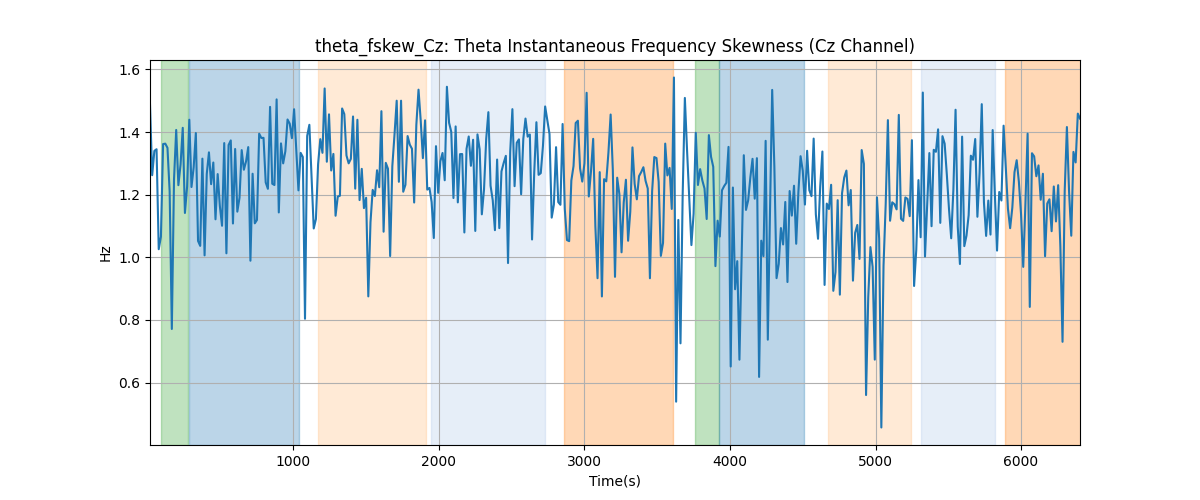 theta_fskew_Cz: Theta Instantaneous Frequency Skewness (Cz Channel)
1.6
1.4
1.2
1.0
0.8
0.6
Hz
1000 2000 3000 4000 5000 6000
Time(s)